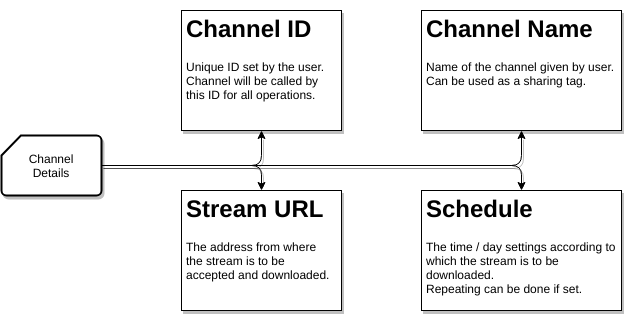 Channel ID
Unique ID set by the user.
Channel will be called by
this ID for all operations.
Channel Name
Name of the channel given by user.
Can be used as a sharing tag.
Channel
Details
Stream URL
The address from where
the stream is to be
accepted and downloaded.
Schedule
The time / day settings according to
which the stream is to be
downloaded.
Repeating can be done if set.